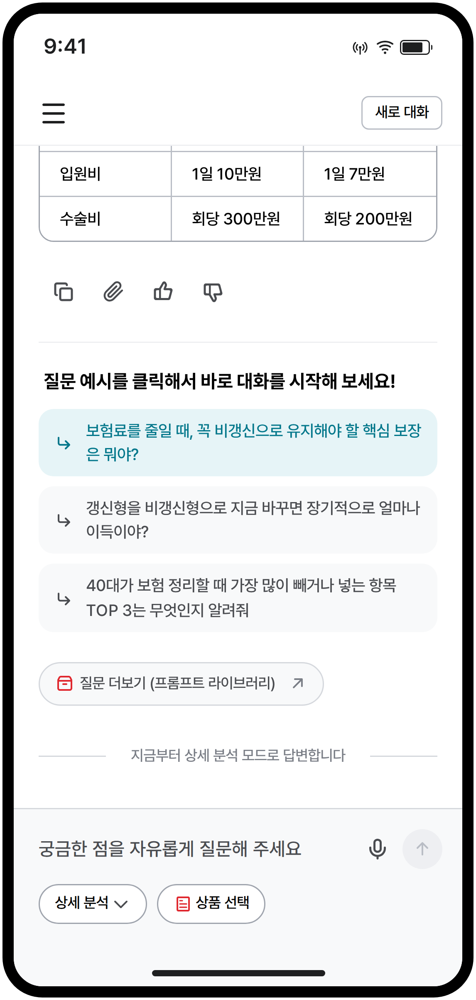 9:41
새로 대화
입원비 1일 10만원 1일 7만원
수술비 회당 300만원 회당 200만원
질문 예시를 클릭해서 바로 대화를 시작해 보세요!
보험료를 줄일 때, 꼭 비갱신으로 유지해야 할 핵심 보장
은 뭐야?
갱신형을 비갱신형으로 지금 바꾸면 장기적으로 얼마나
이득이야?
40대가 보험 정리할 때 가장 많이 빼거나 넣는 항목
TOP 3는 무엇인지 알려줘
질문 더보기 (프롬프트 라이브러리)
지금부터 상세 분석 모드로 답변합니다
궁금한 점을 자유롭게 질문해 주세요
상세 분석 상품 선택